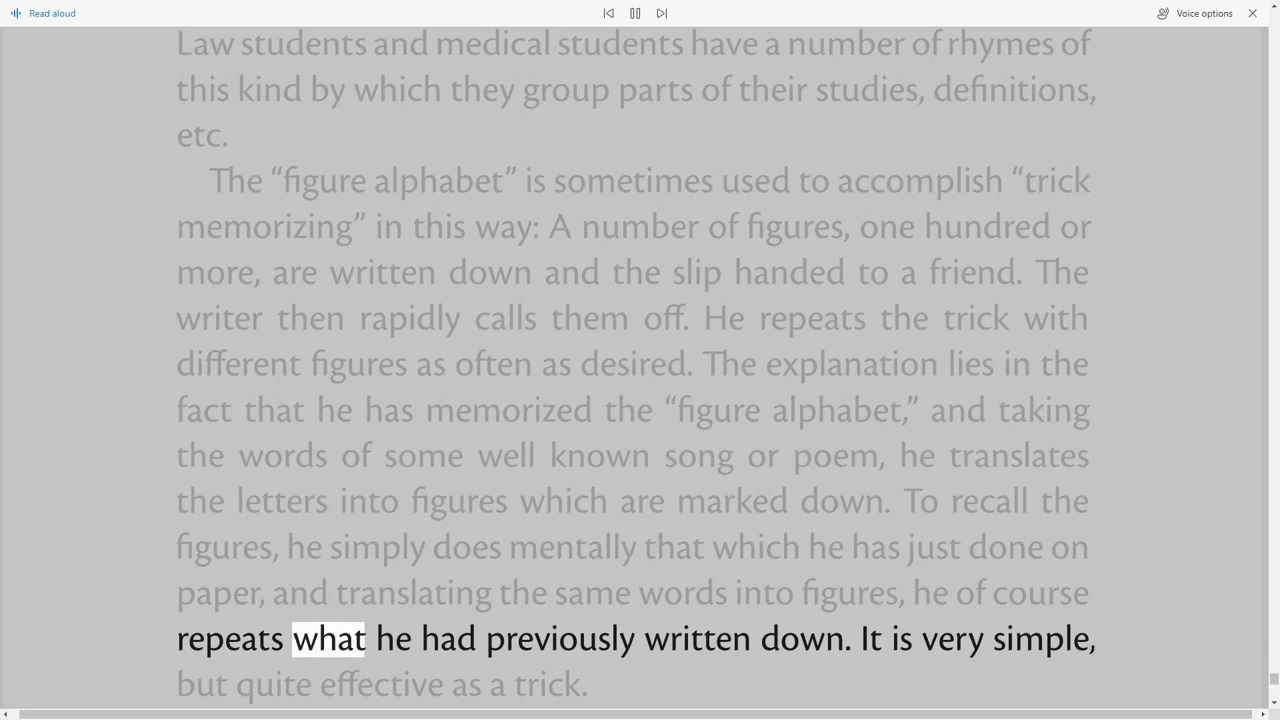 Read aloud
Voice options
Law students and medical students have a number of rhymes of
this kind by which they group parts of their studies, definitions,
etc.
The “figure alphabet” is sometimes used to accomplish “trick
memorizing” in this way: A number of figures, one hundred or
more, are written down and the slip handed to a friend. The
writer then rapidly calls them off. He repeats the trick with
different figures as often as desired. The explanation lies in the
fact that he has memorized the “figure alphabet,” and taking
the words of some well known song or poem, he translates
the letters into figures which are marked down. To recall the
figures, he simply does mentally that which he has just done on
paper, and translating the same words into figures, he of course
repeats what he had previously written down. It is very simple,
but quite effective as a trick.